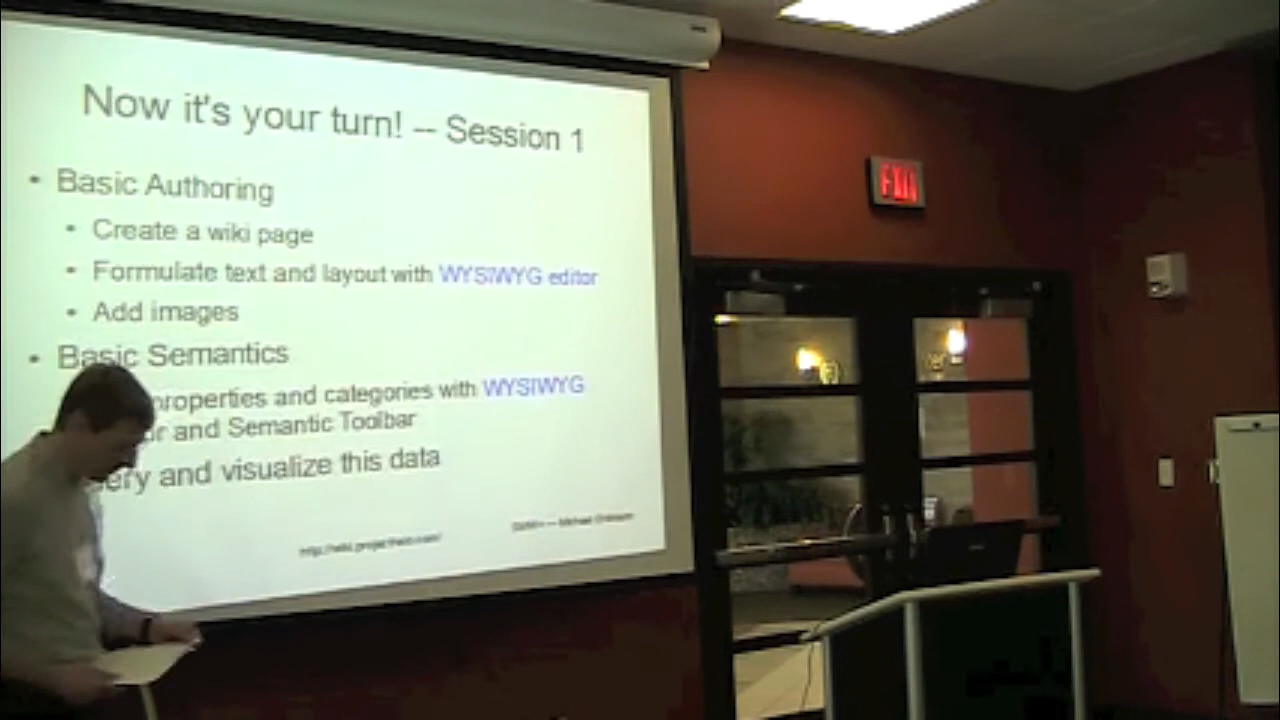 Now it's your turn! -- Session 1
• Basic Authoring
• Create a wiki page
• Formulate text and layout with WYSIWYG editor
• Add images
• Basic Semantics
properties and categories with WYSIWYG
and Semantic Toolbar
and visualize this data
EXIT